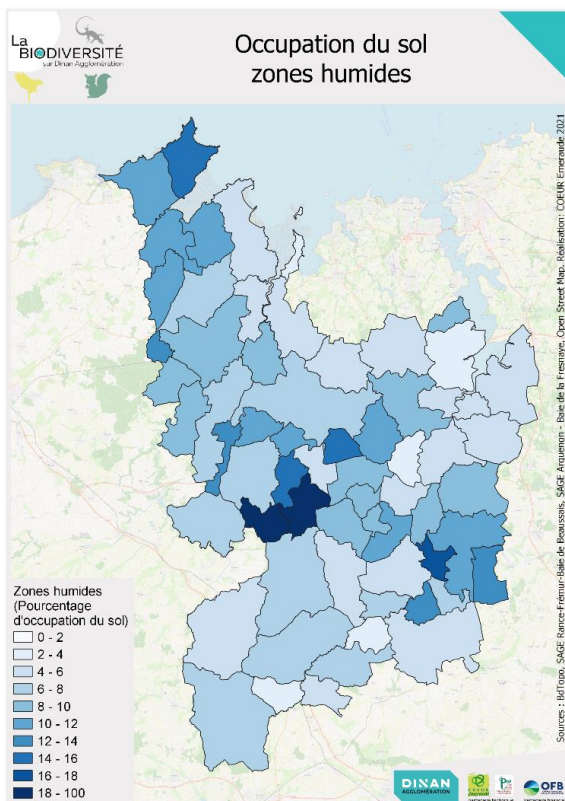 La
BIODIVERSITÉ
sur Dinan Agglomération
Occupation du sol
zones humides
Sources : BdTopo, SAGE Rance-Frémur-Baie de Beaussais, SAGE Arguenon - Baie de la Fresnaye, Open Street Map, Réalisation: COEUR Emeraude 2021
Zones humides
(Pourcentage
d'occupation du sol)
0 - 2
2 - 4
4 - 6
6 - 8
8 - 10
10 - 12
12 - 14
14 - 16
16 - 18
18 - 100
DINAN
AGGLOMÉRATION
COEUR
OFB